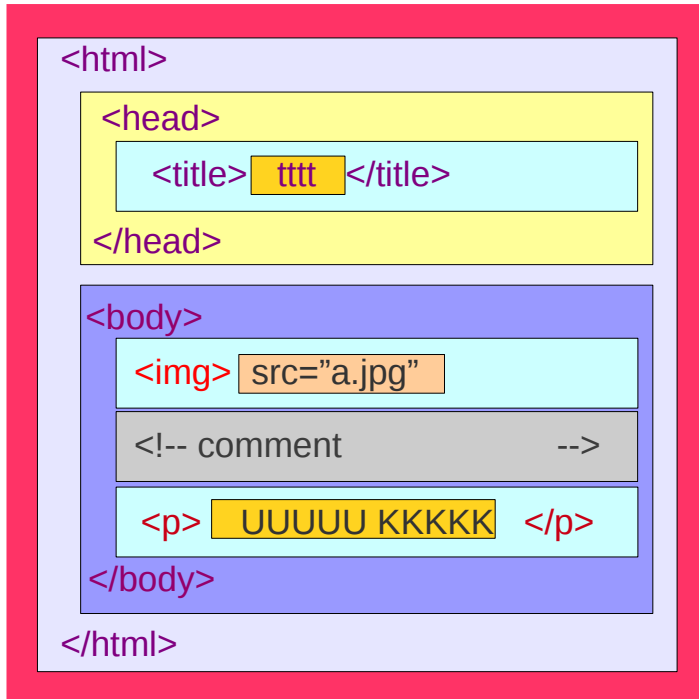 <html>
<head>
<title> tttt </title>
</head>
<body>
<img> src=”a.jpg”
<!-- comment -->
<p> UUUUU KKKKK </p>
</body>
</html>